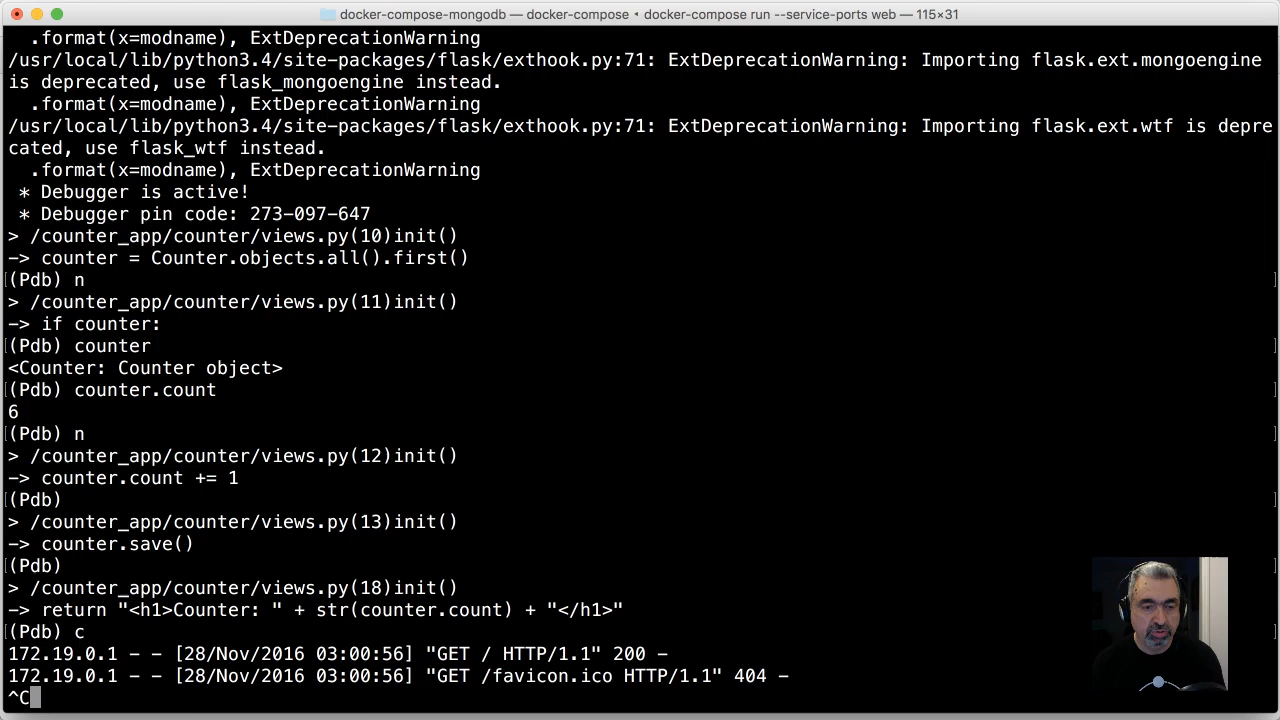 docker-compose-mongodb — docker-compose • docker-compose run --service-ports web — 115×31
.format(x=modname), ExtDeprecationWarning
/usr/local/lib/python3.4/site-packages/flask/exthook.py:71: ExtDeprecationWarning: Importing flask.ext.mongoengine
is deprecated, use flask_mongoengine instead.
.format(x=modname), ExtDeprecationWarning
/usr/local/lib/python3.4/site-packages/flask/exthook.py:71: ExtDeprecationWarning: Importing flask.ext.wtf is depre
cated, use flask_wtf instead.
.format(x=modname), ExtDeprecationWarning
* Debugger is active!
* Debugger pin code: 273-097-647
> /counter_app/counter/views.py(10)init()
-> counter = Counter.objects.all().first()
[(Pdb) n ]
> /counter_app/counter/views.py(11)init()
-> if counter:
[(Pdb) counter ]
<Counter: Counter object>
[(Pdb) counter.count ]
6
[(Pdb) n ]
> /counter_app/counter/views.py(12)init()
-> counter.count += 1
[(Pdb) ]
> /counter_app/counter/views.py(13)init()
-> counter.save()
[(Pdb) ]
> /counter_app/counter/views.py(18)init()
-> return "<h1>Counter: " + str(counter.count) + "</h1>"
[(Pdb) c ]
172.19.0.1 - - [28/Nov/2016 03:00:56] "GET / HTTP/1.1" 200 -
172.19.0.1 - - [28/Nov/2016 03:00:56] "GET /favicon.ico HTTP/1.1" 404 -
^C